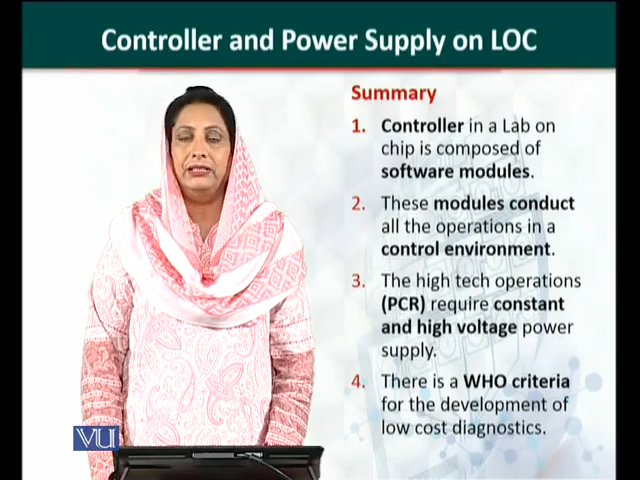 Controller and Power Supply on LOC
Summary
1. Controller in a Lab on
chip is composed of
software modules.
2. These modules conduct
all the operations in a
control environment.
3. The high tech operations
(PCR) require constant
and high voltage power
supply.
4. There is a WHO criteria
for the development of
low cost diagnostics.
VU